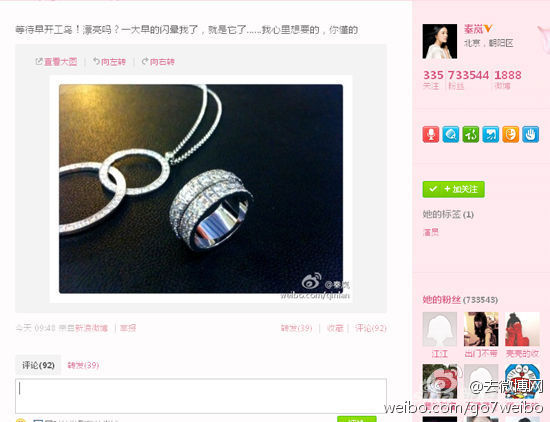 等待早开工鸟！漂亮吗？一大早的闪晕我了，就是它了......我心里想要的，你懂的
查看大图 | 向左转 | 向右转
秦岚
weibo.com/qinlan
今天 09:48 来自新浪微博 | 举报
转发(39) | 收藏 | 评论(92)
评论(92) 转发(39)
秦岚 V
北京，朝阳区
335 733544 1888
关注 粉丝 微博
+ 加关注
她的标签 (1)
演员
她的粉丝 (733543)
江江 出门不带 亮亮的收
@去微博网
weibo.com/go7weibo